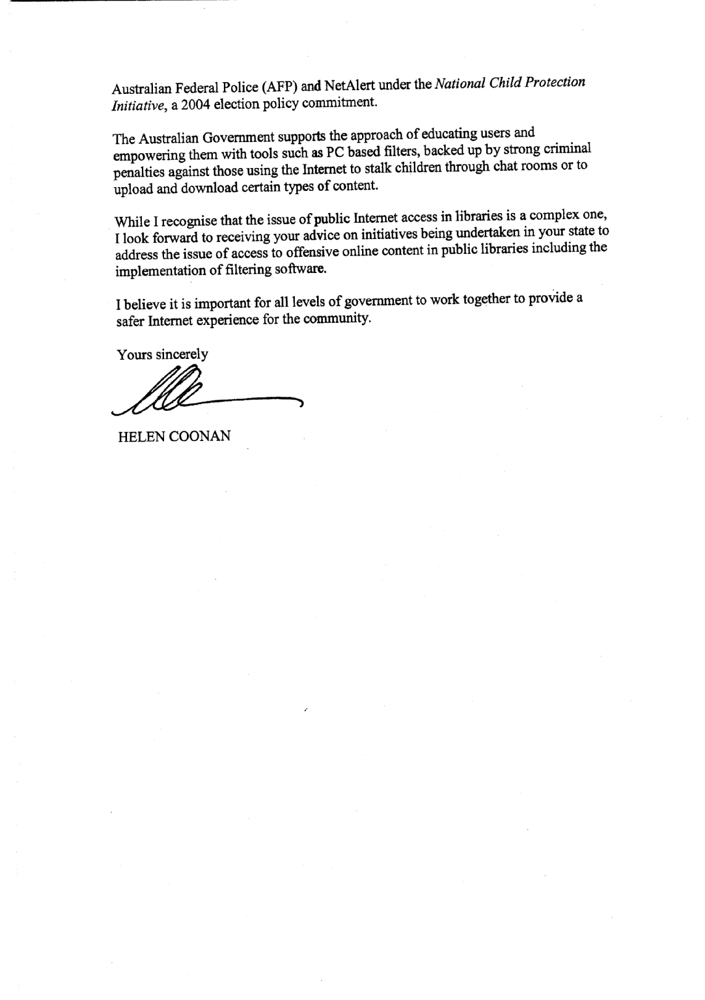 Australian Federal Police (AFP) and NetAlert under the National Child Protection
Initiative, a 2004 election policy commitment.
The Australian Government supports the approach of educating users and
empowering them with tools such as PC based filters, backed up by strong criminal
penalties against those using the Internet to stalk children through chat rooms or to
upload and download certain types of content.
While I recognise that the issue of public Internet access in libraries is a complex one,
I look forward to receiving your advice on initiatives being undertaken in your state to
address the issue of access to offensive online content in public libraries including the
implementation of filtering software.
I believe it is important for all levels of government to work together to provide a
safer Internet experience for the community.
Yours sincerely
HELEN COONAN